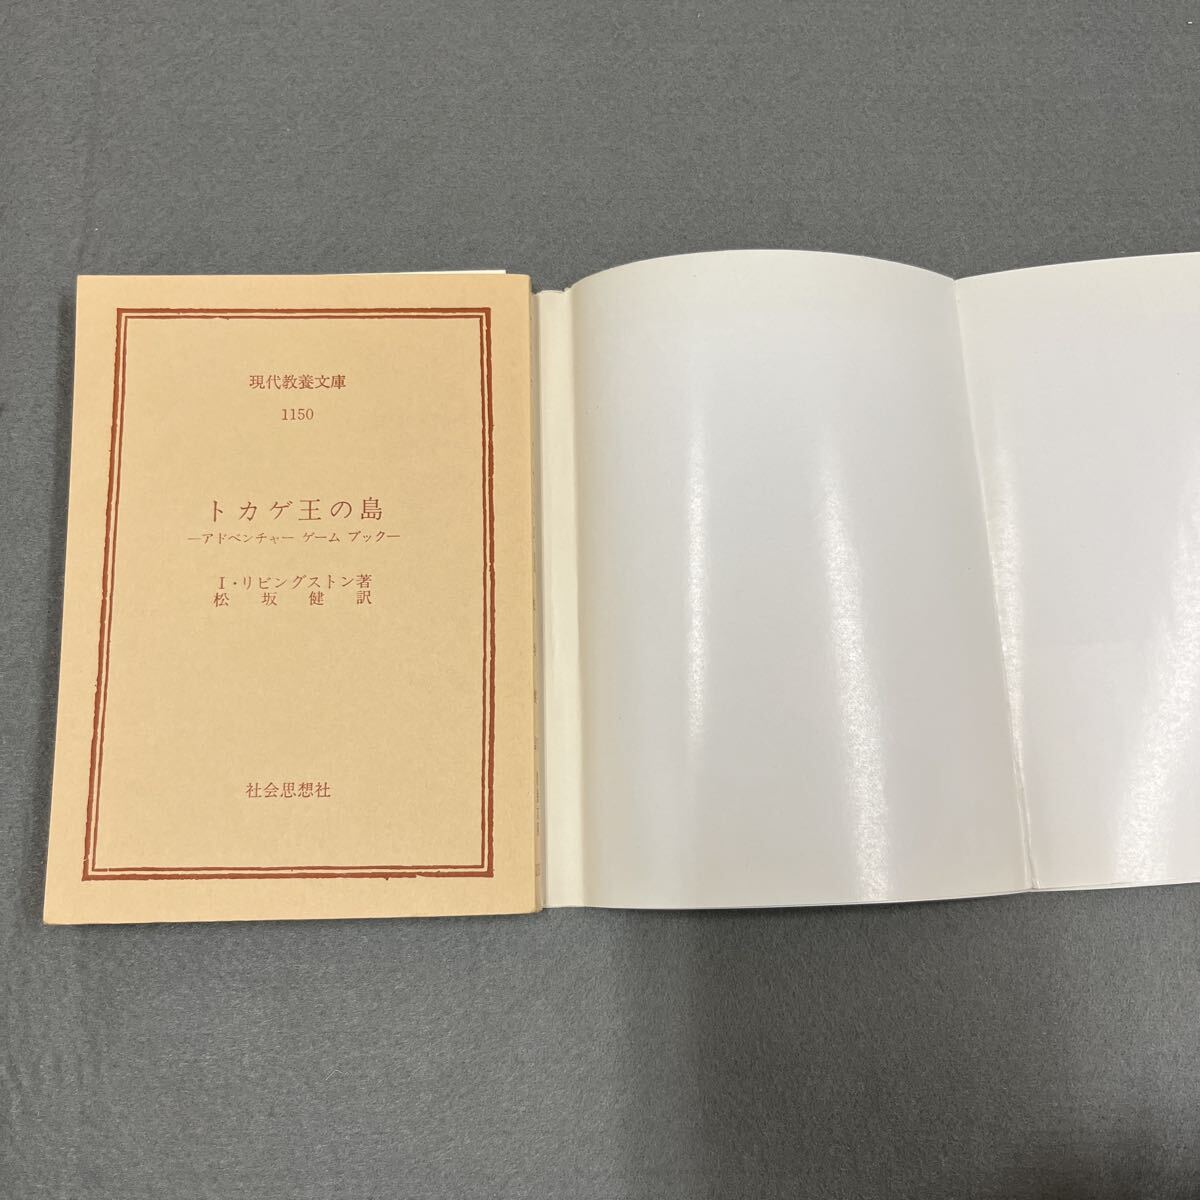 現代教養文庫
1150
トカゲ王の島
―アドベンチャー ゲーム ブック―
I・リビングストン著
松坂健訳
社会思想社